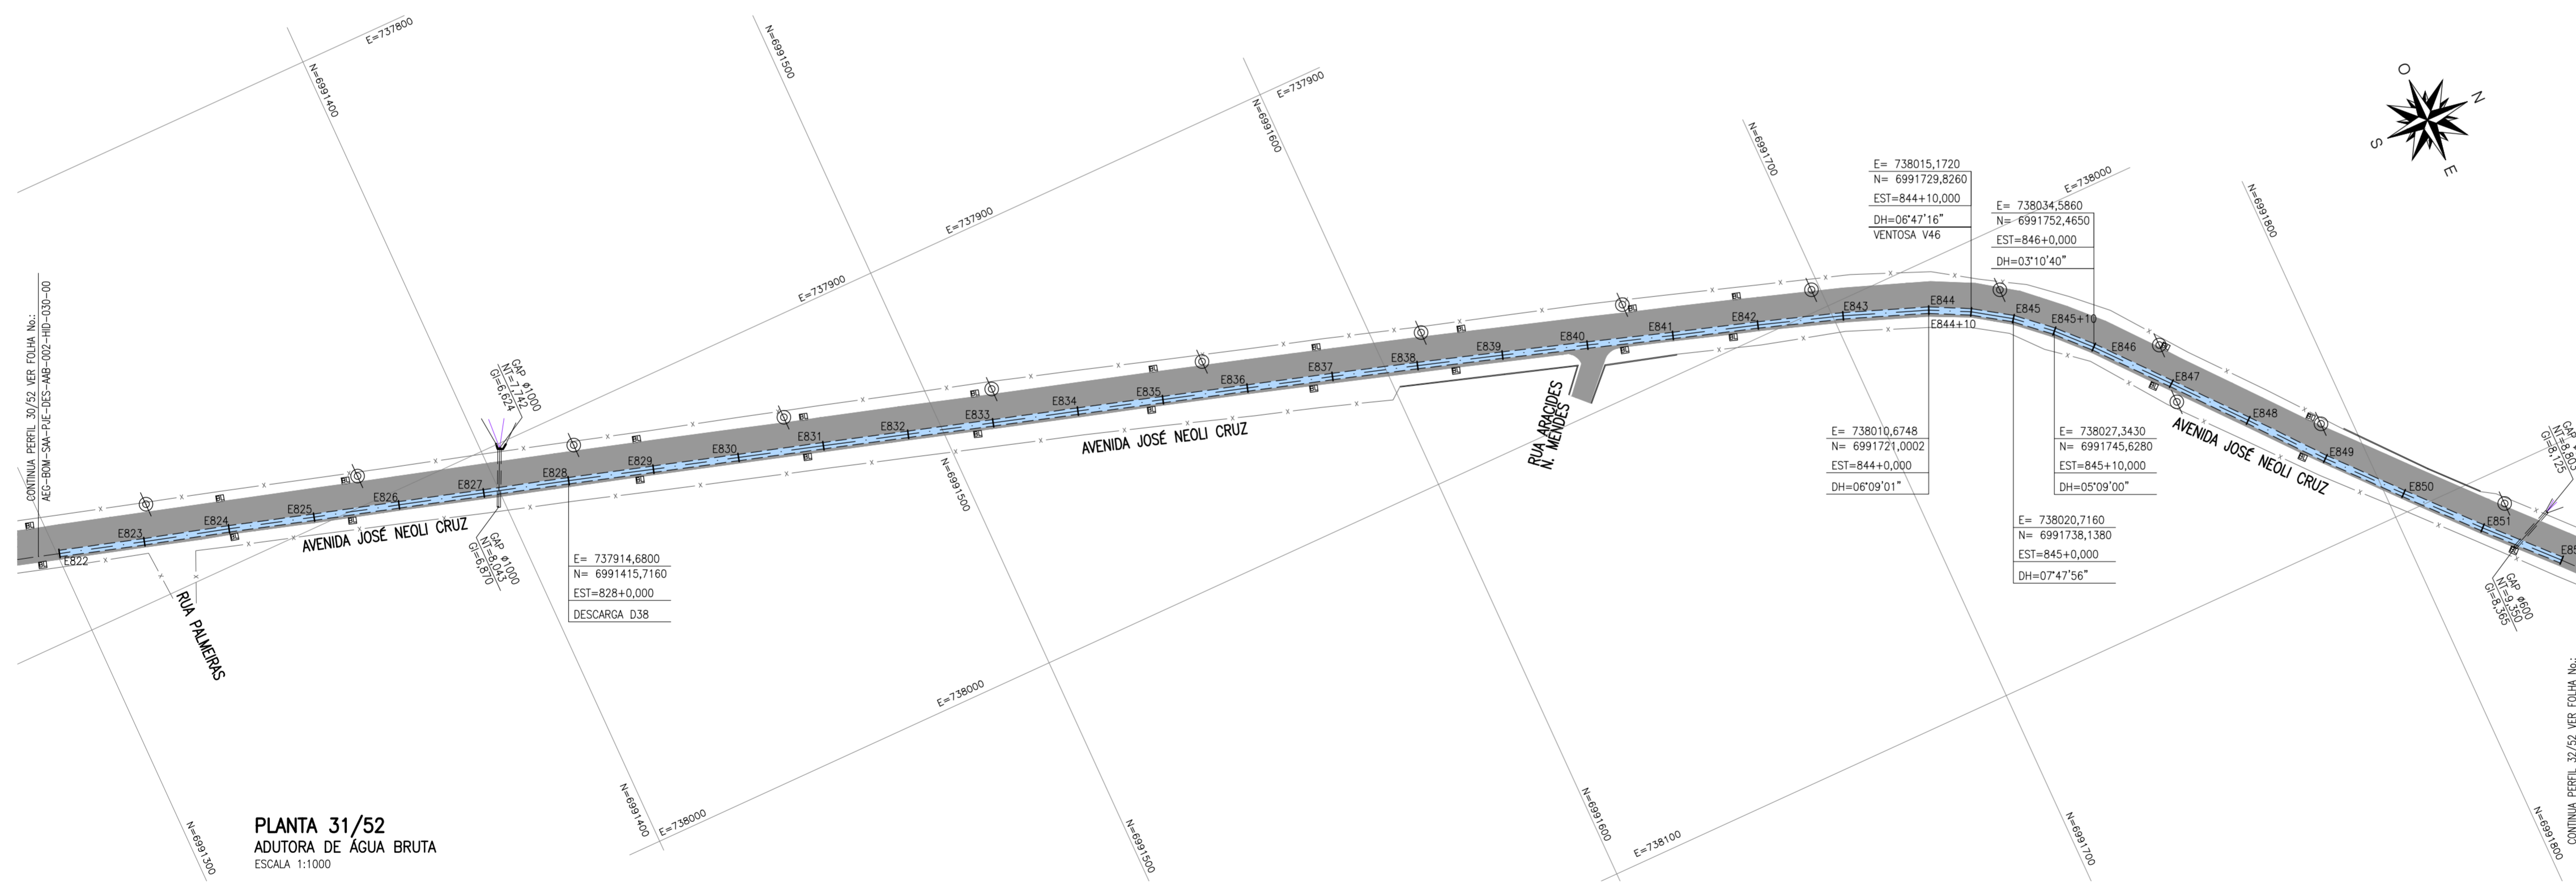 E=737800
N=6991400
N=6991500
E=737900
N=6991600
N=6991700
E=738000
N=6991800
O
N
S
E
E= 738015,1720
N= 6991729,8260
EST=844+10,000
DH=06°47'16"
VENTOSA V46
E= 738034,5860
N= 6991752,4650
EST=846+0,000
DH=03°10'40"
E=737900
E=737900
CONTINUA PERFIL 30/52 VER FOLHA No.:
AEG-BOM-SAA-PJE-DES-AAB-002-HID-030-00
GAP ø1000
NT=7,742
GI=6,624
E822
E823
E824
E825
E826
E827
E828
E829
E830
E831
E832
E833
E834
E835
E836
E837
E838
E839
E840
E841
E842
E843
E844
E844+10
E845
E845+10
E846
E847
E848
E849
E850
E851
AVENIDA JOSÉ NEOLI CRUZ
AVENIDA JOSÉ NEOLI CRUZ
AVENIDA JOSÉ NEOLI CRUZ
RUA PALMEIRAS
RUA ARACIDES
N. MENDES
GAP ø1000
NT=8,043
GI=6,870
E= 737914,6800
N= 6991415,7160
EST=828+0,000
DESCARGA D38
N=6991500
E= 738010,6748
N= 6991721,0002
EST=844+0,000
DH=06°09'01"
E= 738027,3430
N= 6991745,6280
EST=845+10,000
DH=05°09'00"
E= 738020,7160
N= 6991738,1380
EST=845+0,000
DH=07°47'56"
GI=8,125
GAP ø600
NT=9,350
GI=8,365
E=738000
E=738000
E=738100
N=6991300
N=6991400
N=6991500
N=6991600
N=6991700
N=6991800
CONTINUA PERFIL 32/52 VER FOLHA No.:
PLANTA 31/52
ADUTORA DE ÁGUA BRUTA
ESCALA 1:1000